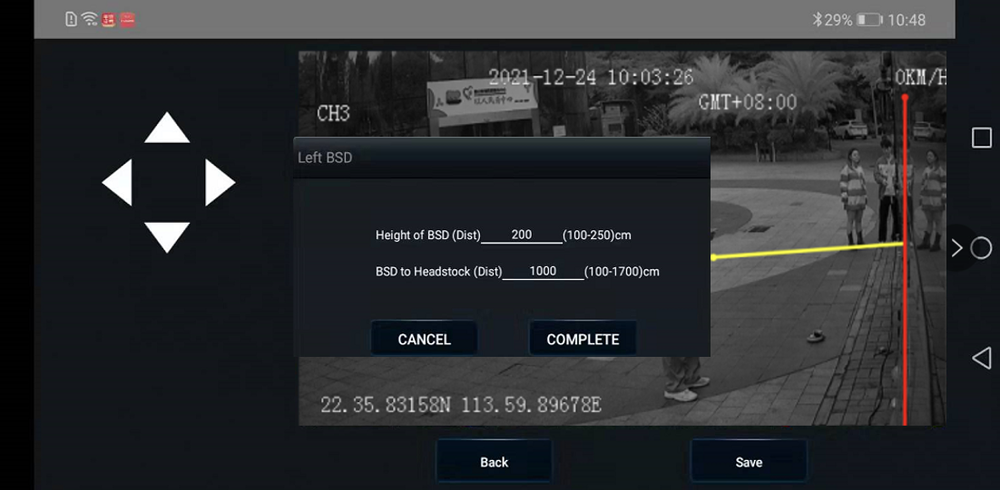 29% 10:48
2021-12-24 10:03:26
0KM/H
GMT+08:00
CH3
Left BSD
Height of BSD (Dist) 200 (100-250)cm
BSD to Headstock (Dist) 1000 (100-1700)cm
CANCEL
COMPLETE
22.35.83158N 113.59.89678E
Back
Save